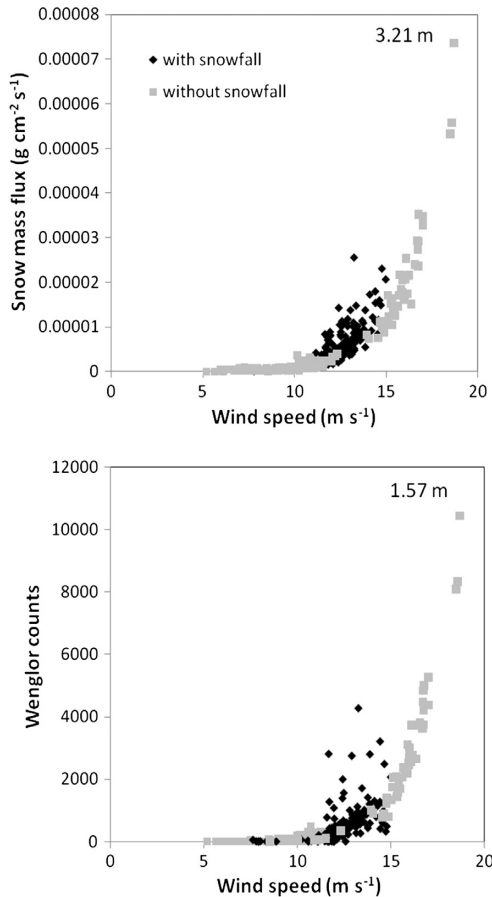 0.00008
0.00007
0.00006
0.00005
0.00004
0.00003
0.00002
0.00001
0
Snow mass flux (g cm⁻² s⁻¹)
3.21 m
with snowfall
without snowfall
0 5 10 15 20
Wind speed (m s⁻¹)
12000
10000
8000
6000
4000
2000
0
Wenglor counts
1.57 m
0 5 10 15 20
Wind speed (m s⁻¹)